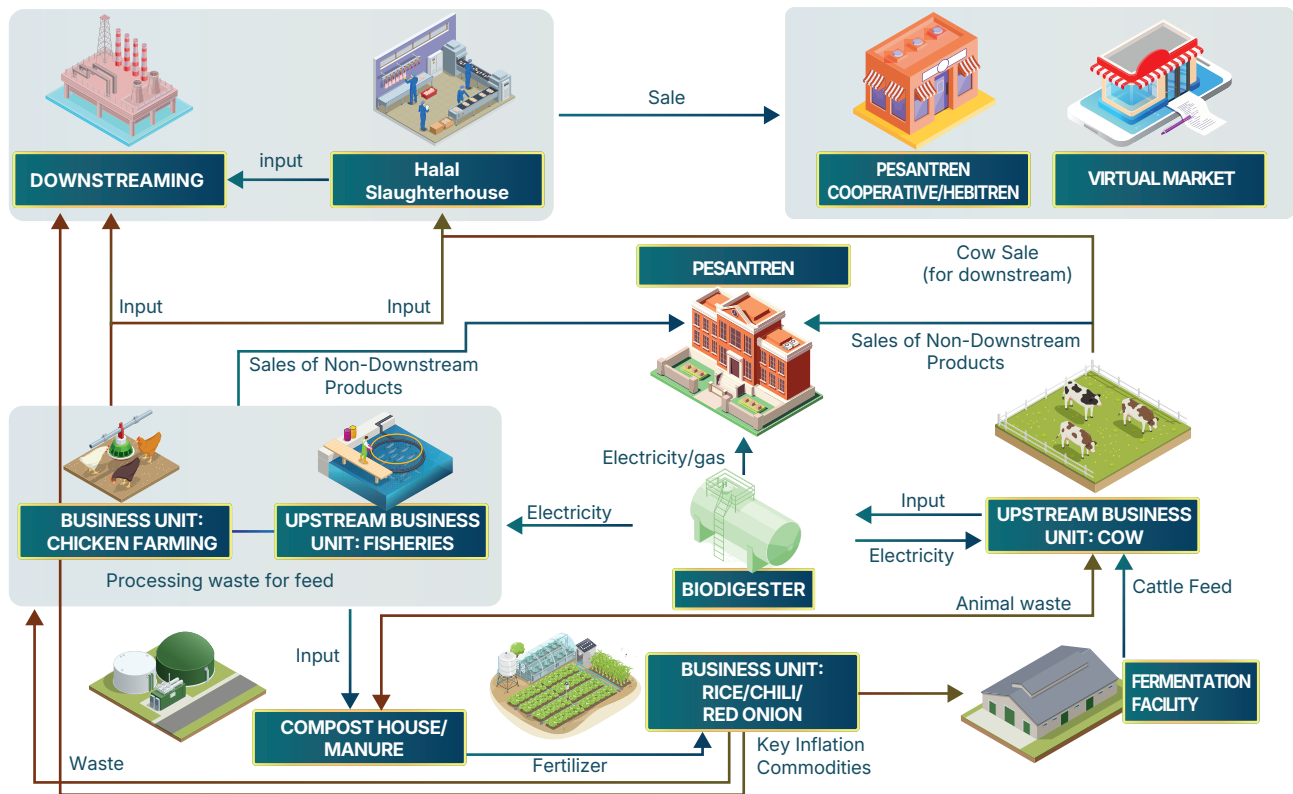 Sale
DOWNSTREAMING
input
Halal
Slaughterhouse
PESANTREN
COOPERATIVE/HEBITREN
VIRTUAL MARKET
Cow Sale
(for downstream)
PESANTREN
Input
Input
Sales of Non-Downstream
Products
Sales of Non-Downstream
Products
Electricity/gas
Input
Electricity
Electricity
BUSINESS UNIT:
CHICKEN FARMING
UPSTREAM BUSINESS
UNIT: FISHERIES
UPSTREAM BUSINESS
UNIT: COW
Processing waste for feed
BIODIGESTER
Animal waste
Cattle Feed
Input
BUSINESS UNIT:
RICE/CHILI/
RED ONION
FERMENTATION
FACILITY
COMPOST HOUSE/
MANURE
Waste
Fertilizer
Key Inflation
Commodities